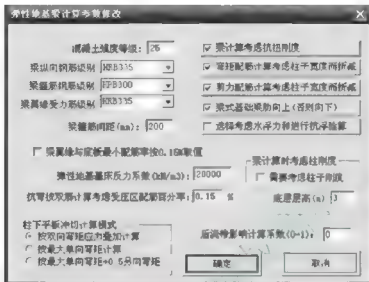 弹性地基梁计算参数修改
混凝土强度等级: 25
梁纵向钢筋级别 HRB335
梁箍筋钢筋级别 HPB300
梁翼缘受力筋级别 HRB335
梁箍筋间距(mm): 200
梁翼缘与底板最小配筋率按0.15%取值
弹性地基基床反力系数(kN/m3): 20000
抗弯按双筋计算考虑受压区配筋百分率: 0.15 %
柱下平板冲切计算模式
按双向弯矩应力叠加计算
按最大单向弯矩计算
按最大单向弯矩+0.5另向弯矩
梁计算考虑抗扭刚度
弯矩配筋计算考虑柱子宽度而折减
剪力配筋计算考虑柱子宽度而折减
梁式基础梁肋向上(否则向下)
选择考虑水浮力和进行抗浮验算
梁计算时考虑柱刚度
需要考虑柱子刚度
底层层高(m) 3
后浇带影响计算系数(0-1): 0
确定
取消